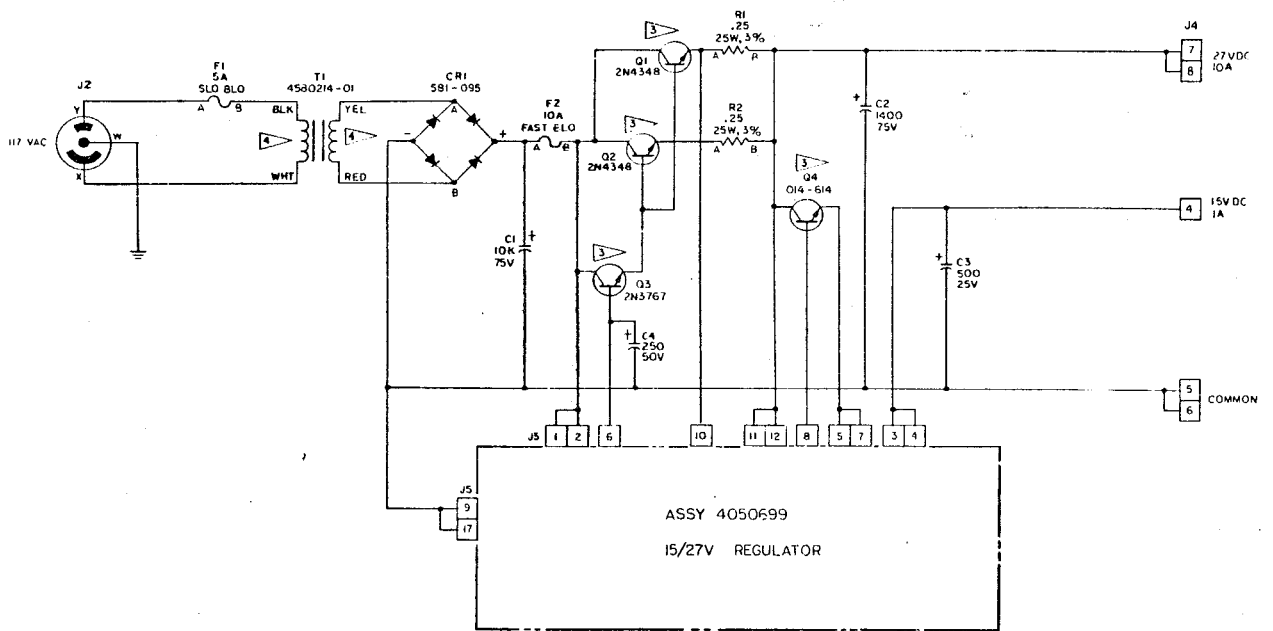 J2
117 VAC
Y
W
X
F1
5A
SLO BLO
A B
T1
4580214-01
BLK
WHT
4
4
YEL
RED
CR1
591-095
A
B
-
+
F2
10A
FAST BLO
A B
C1
10K
75V
+
3
Q1
2N4348
R1
.25
25W, 3%
A B
3
Q2
2N4348
R2
.25
25W, 3%
A B
3
Q3
2N3767
+
C4
250
50V
3
Q4
014-614
+
C2
1400
75V
+
C3
500
25V
J4
7
8
27VDC
10A
4
15VDC
1A
5
6
COMMON
J5
1 2 6 10 11 12 8 5 7 3 4
J5
9
17
ASSY 4050699
15/27V REGULATOR